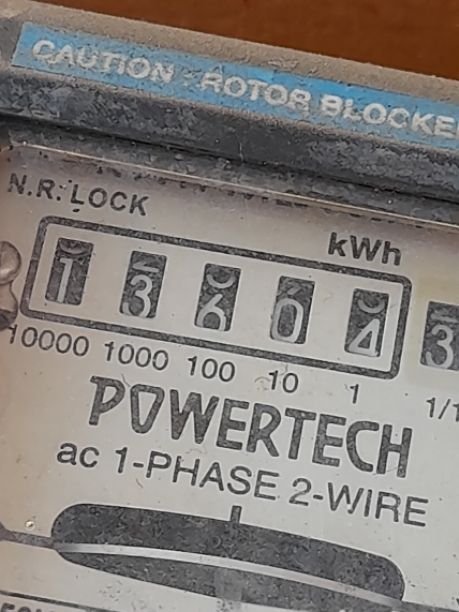 CAUTION - ROTOR BLOCKE
N.R. LOCK
kWh
1 3 6 0 4 3
10000 1000 100 10 1 1/1
POWERTECH
ac 1-PHASE 2-WIRE